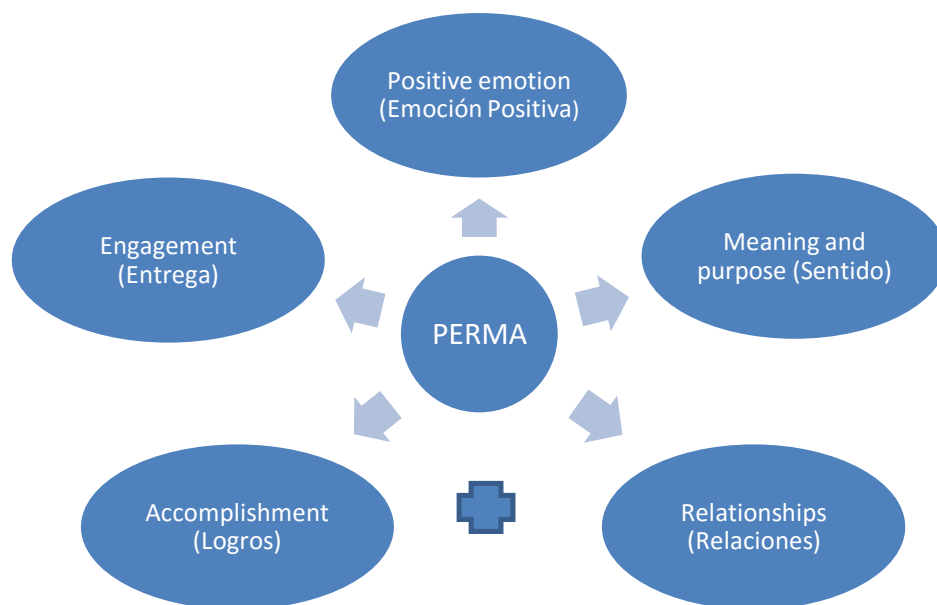 Positive emotion
(Emoción Positiva)
Engagement
(Entrega)
Meaning and
purpose (Sentido)
PERMA
Accomplishment
(Logros)
Relationships
(Relaciones)